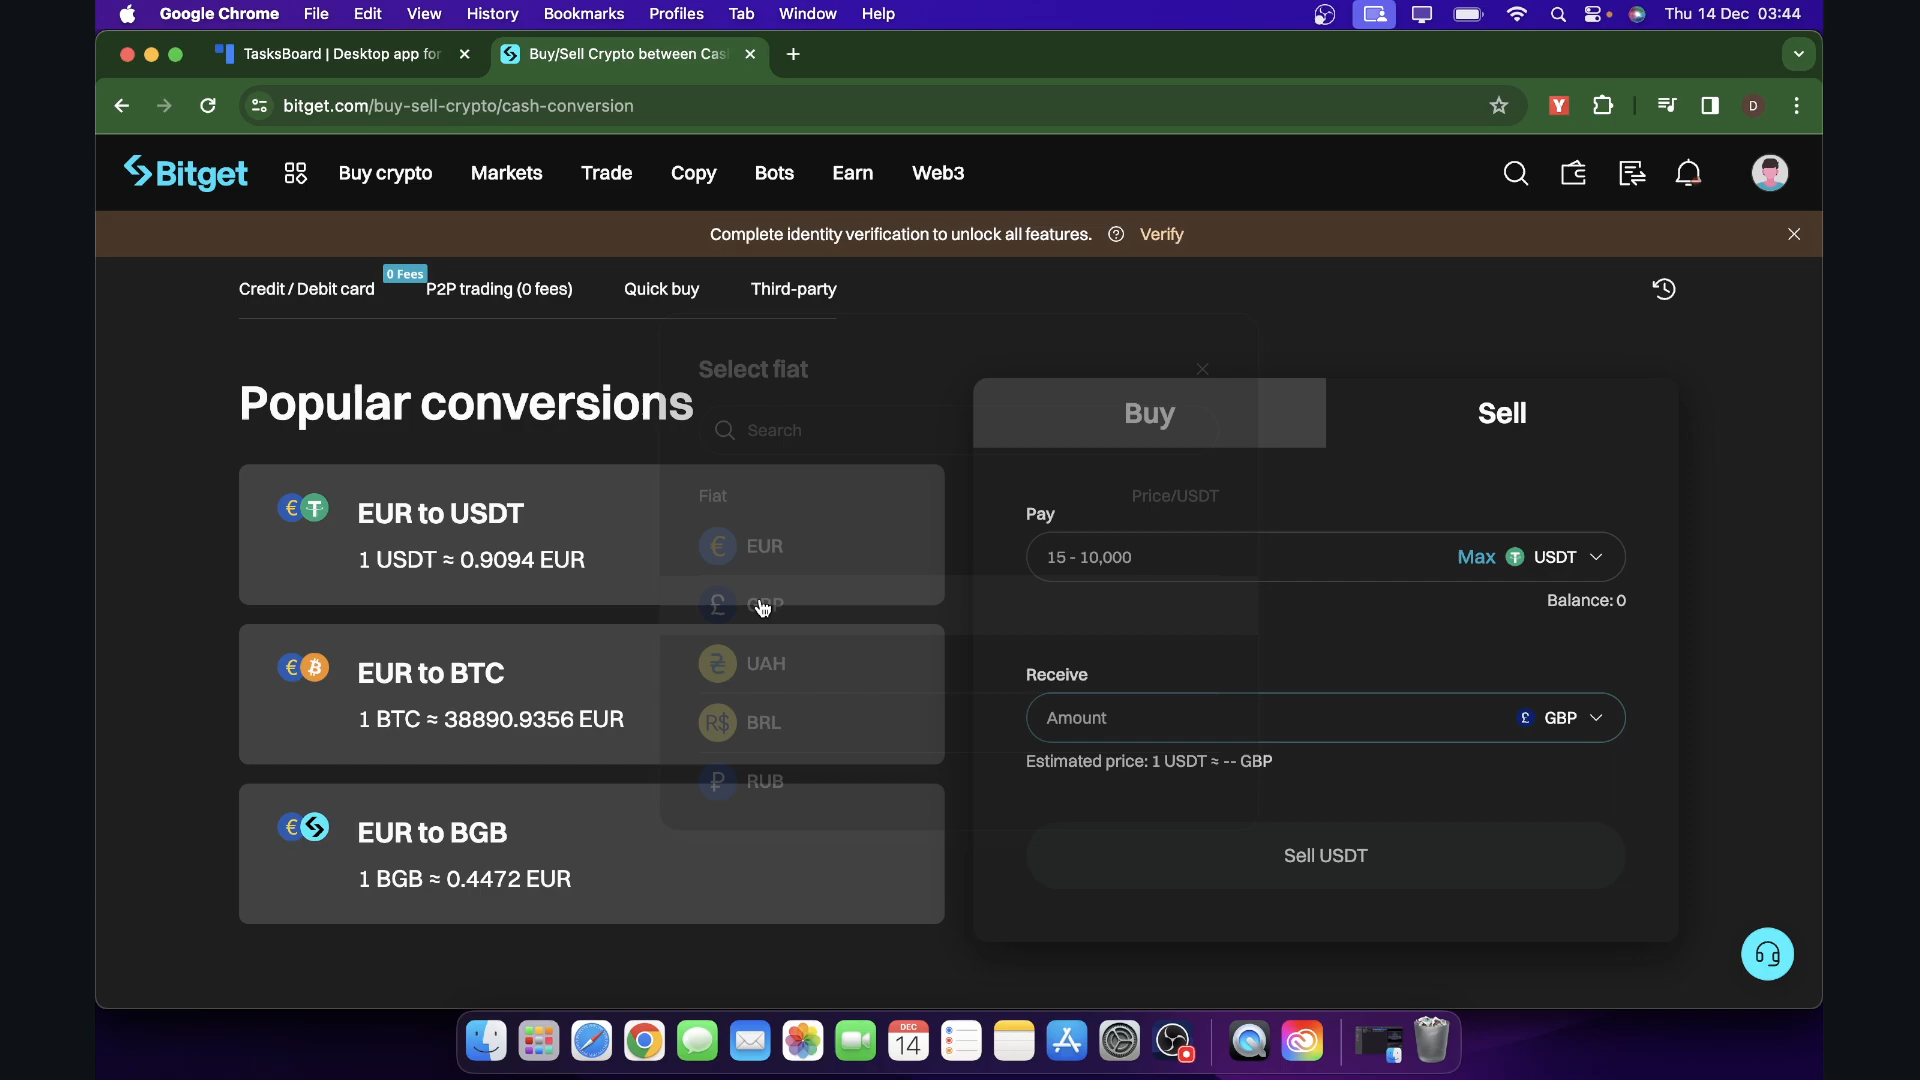 Google Chrome File Edit View History Bookmarks Profiles Tab Window Help Thu 14 Dec 03:44
TasksBoard | Desktop app for Buy/Sell Crypto between Cas
bitget.com/buy-sell-crypto/cash-conversion Y D
Bitget Buy crypto Markets Trade Copy Bots Earn Web3
Complete identity verification to unlock all features. Verify
0 Fees
Credit / Debit card P2P trading (0 fees) Quick buy Third-party
Select fiat
Popular conversions
Buy Sell
Search
Fiat Price/USDT
EUR to USDT
1 USDT ≈ 0.9094 EUR
EUR
GBP
UAH
BRL
RUB
EUR to BTC
1 BTC ≈ 38890.9356 EUR
EUR to BGB
1 BGB ≈ 0.4472 EUR
Pay
15 - 10,000 Max USDT
Balance: 0
Receive
Amount GBP
Estimated price: 1 USDT ≈ -- GBP
Sell USDT
DEC
14